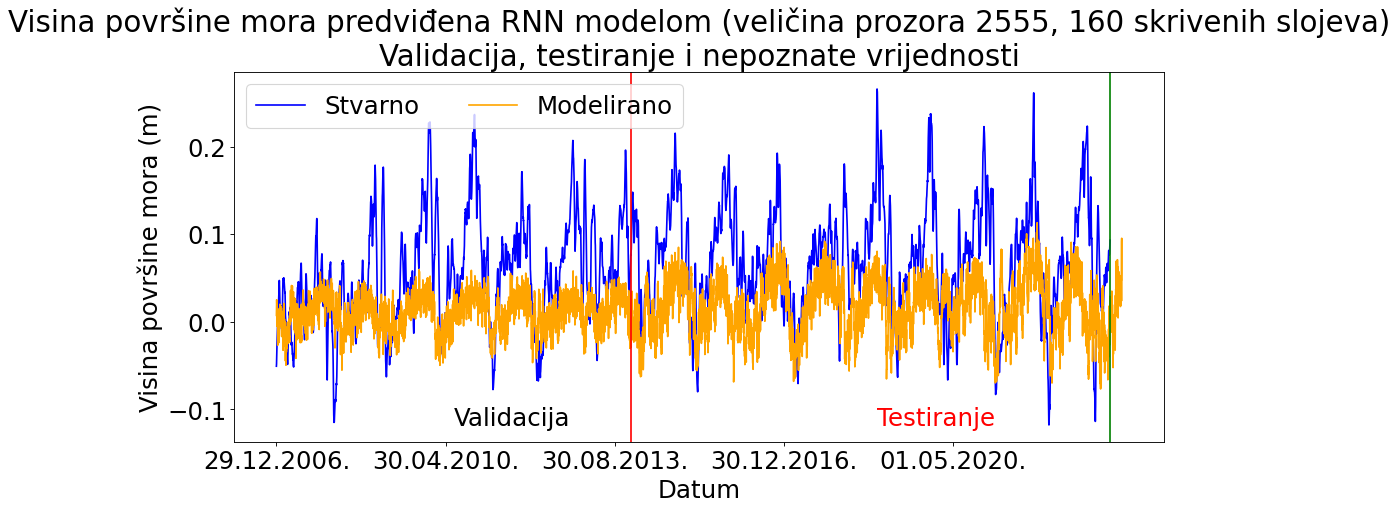 Visina površine mora predviđena RNN modelom (veličina prozora 2555, 160 skrivenih slojeva)
Validacija, testiranje i nepoznate vrijednosti
Stvarno
Modelirano
Visina površine mora (m)
0.2
0.1
0.0
−0.1
Validacija
Testiranje
29.12.2006.
30.04.2010.
30.08.2013.
30.12.2016.
01.05.2020.
Datum